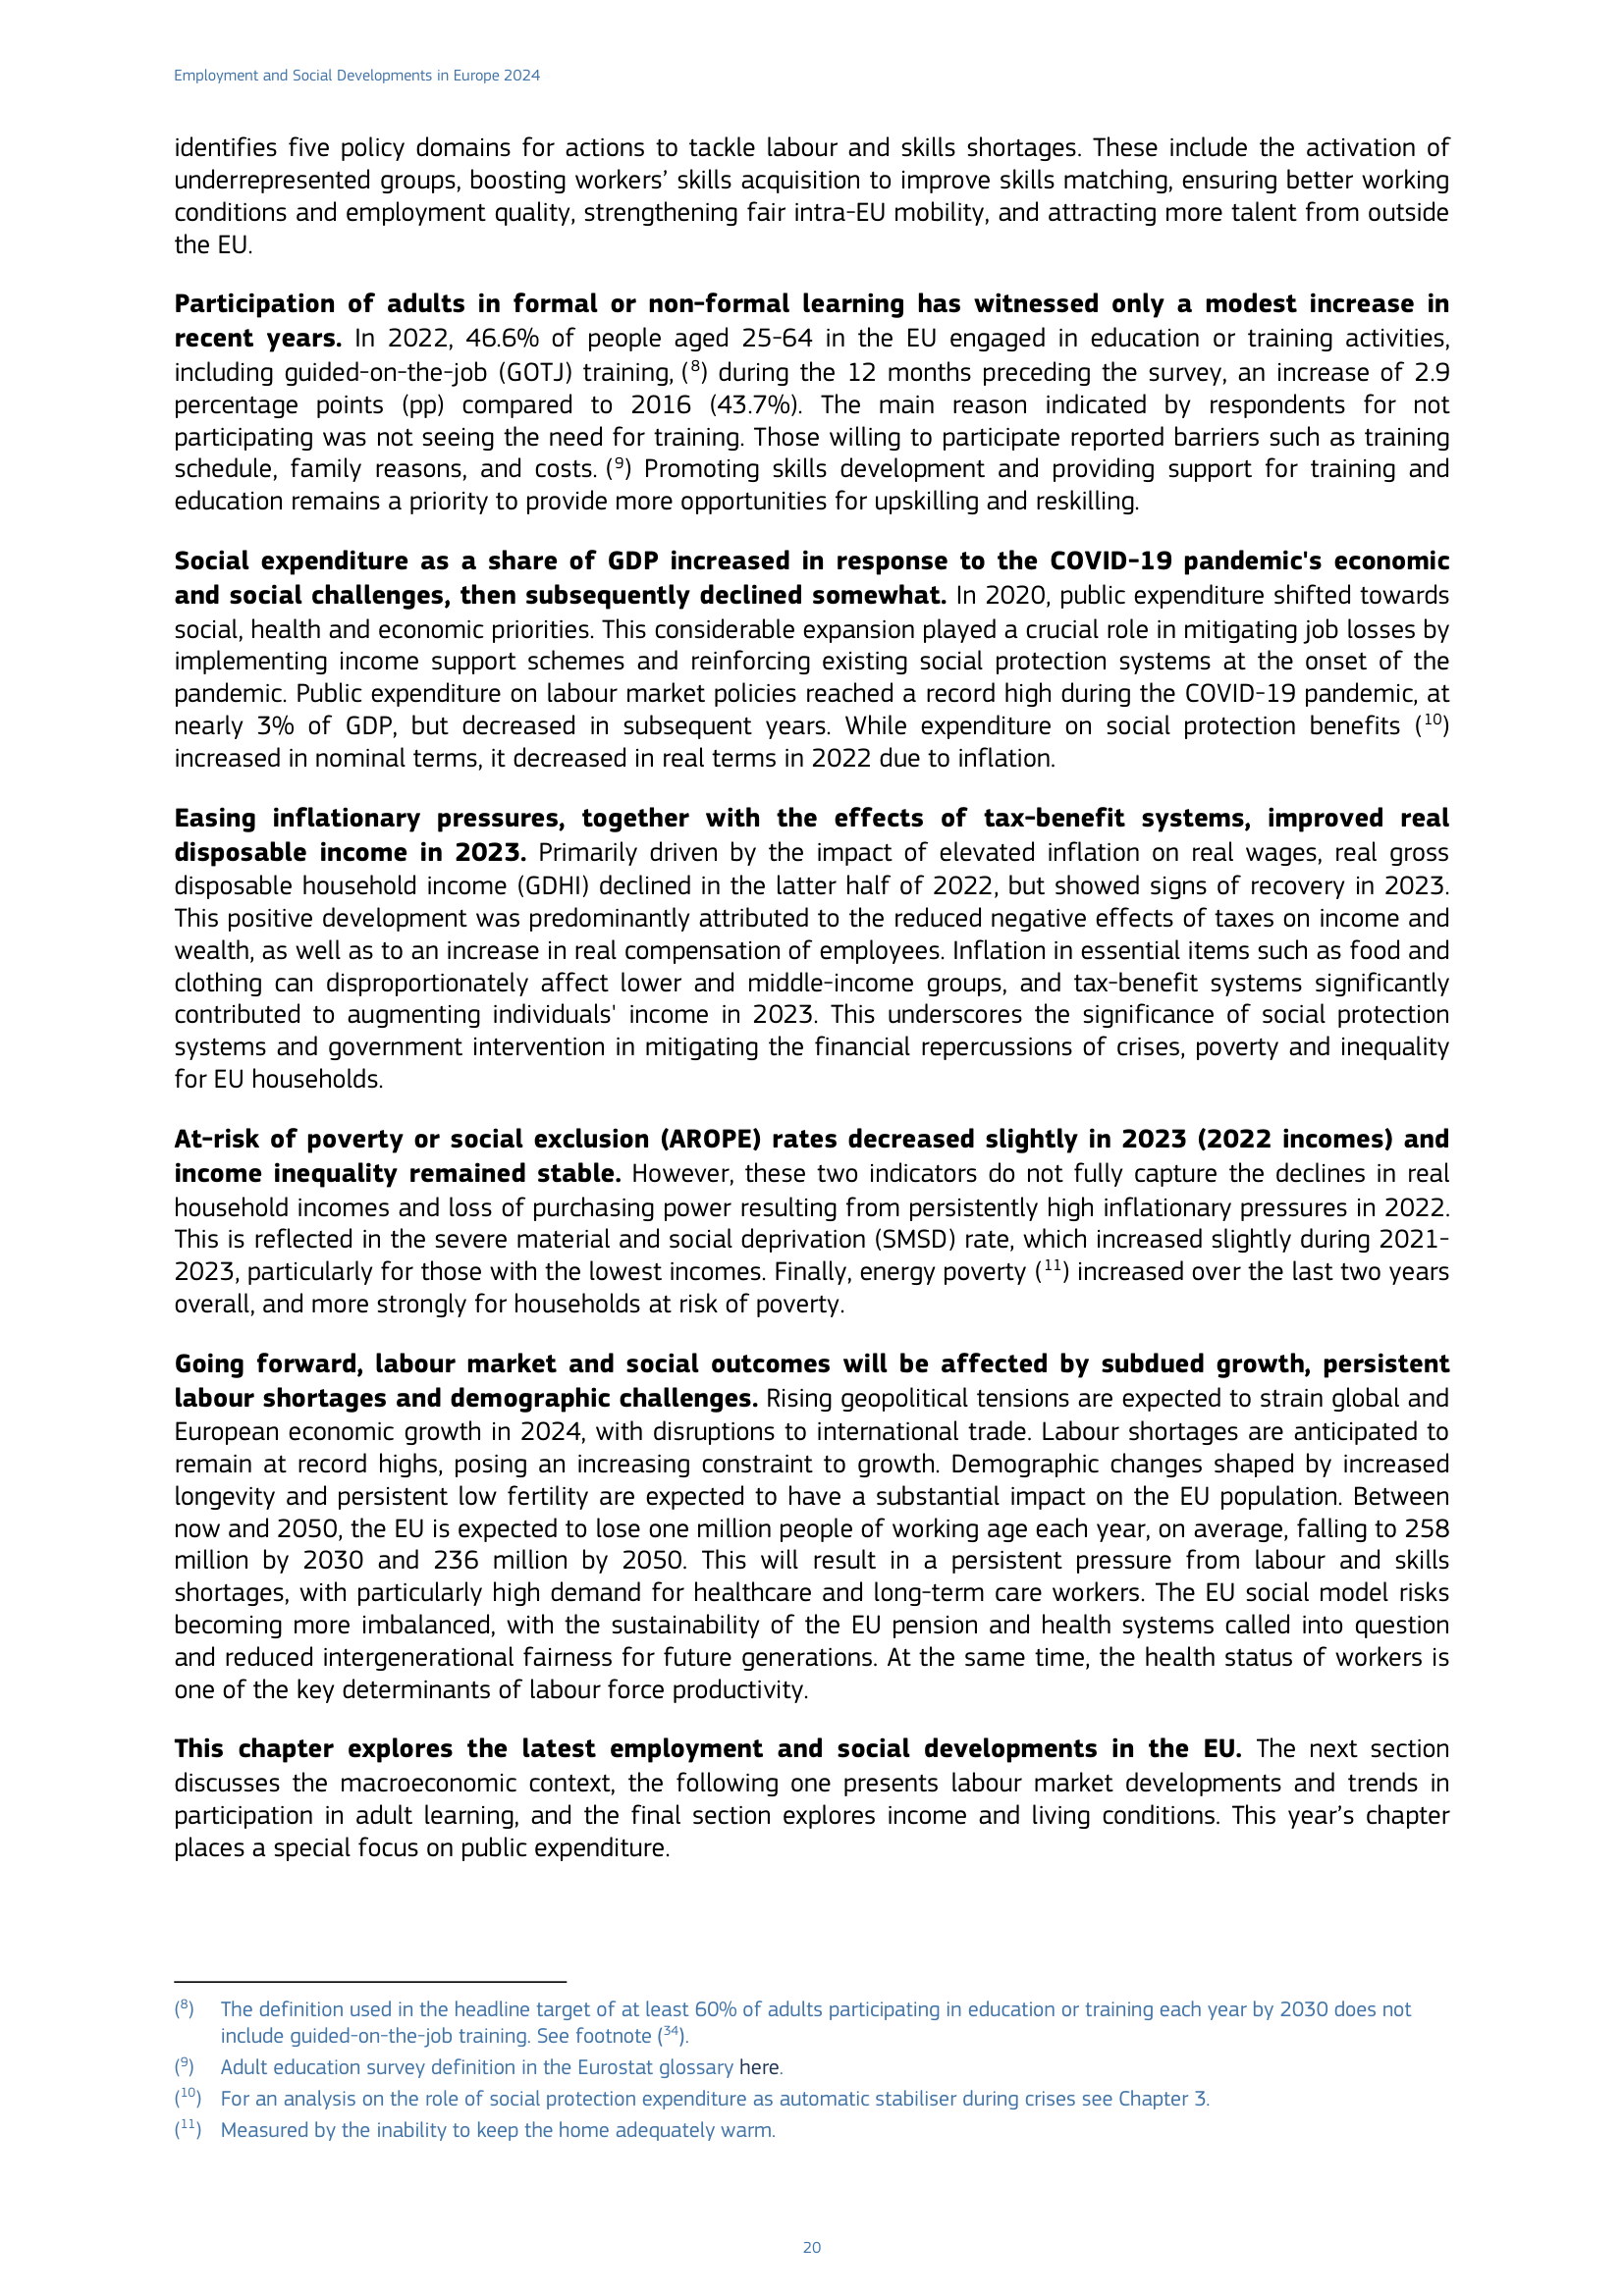 Employment and Social Developments in Europe 2024
identifies five policy domains for actions to tackle labour and skills shortages. These include the activation of
underrepresented groups, boosting workers’ skills acquisition to improve skills matching, ensuring better working
conditions and employment quality, strengthening fair intra-EU mobility, and attracting more talent from outside
the EU.
Participation of adults in formal or non-formal learning has witnessed only a modest increase in
recent years. In 2022, 46.6% of people aged 25-64 in the EU engaged in education or training activities,
including guided-on-the-job (GOTJ) training, (8) during the 12 months preceding the survey, an increase of 2.9
percentage points (pp) compared to 2016 (43.7%). The main reason indicated by respondents for not
participating was not seeing the need for training. Those willing to participate reported barriers such as training
schedule, family reasons, and costs. (9) Promoting skills development and providing support for training and
education remains a priority to provide more opportunities for upskilling and reskilling.
Social expenditure as a share of GDP increased in response to the COVID-19 pandemic's economic
and social challenges, then subsequently declined somewhat. In 2020, public expenditure shifted towards
social, health and economic priorities. This considerable expansion played a crucial role in mitigating job losses by
implementing income support schemes and reinforcing existing social protection systems at the onset of the
pandemic. Public expenditure on labour market policies reached a record high during the COVID-19 pandemic, at
nearly 3% of GDP, but decreased in subsequent years. While expenditure on social protection benefits (10)
increased in nominal terms, it decreased in real terms in 2022 due to inflation.
Easing inflationary pressures, together with the effects of tax-benefit systems, improved real
disposable income in 2023. Primarily driven by the impact of elevated inflation on real wages, real gross
disposable household income (GDHI) declined in the latter half of 2022, but showed signs of recovery in 2023.
This positive development was predominantly attributed to the reduced negative effects of taxes on income and
wealth, as well as to an increase in real compensation of employees. Inflation in essential items such as food and
clothing can disproportionately affect lower and middle-income groups, and tax-benefit systems significantly
contributed to augmenting individuals' income in 2023. This underscores the significance of social protection
systems and government intervention in mitigating the financial repercussions of crises, poverty and inequality
for EU households.
At-risk of poverty or social exclusion (AROPE) rates decreased slightly in 2023 (2022 incomes) and
income inequality remained stable. However, these two indicators do not fully capture the declines in real
household incomes and loss of purchasing power resulting from persistently high inflationary pressures in 2022.
This is reflected in the severe material and social deprivation (SMSD) rate, which increased slightly during 2021-
2023, particularly for those with the lowest incomes. Finally, energy poverty (11) increased over the last two years
overall, and more strongly for households at risk of poverty.
Going forward, labour market and social outcomes will be affected by subdued growth, persistent
labour shortages and demographic challenges. Rising geopolitical tensions are expected to strain global and
European economic growth in 2024, with disruptions to international trade. Labour shortages are anticipated to
remain at record highs, posing an increasing constraint to growth. Demographic changes shaped by increased
longevity and persistent low fertility are expected to have a substantial impact on the EU population. Between
now and 2050, the EU is expected to lose one million people of working age each year, on average, falling to 258
million by 2030 and 236 million by 2050. This will result in a persistent pressure from labour and skills
shortages, with particularly high demand for healthcare and long-term care workers. The EU social model risks
becoming more imbalanced, with the sustainability of the EU pension and health systems called into question
and reduced intergenerational fairness for future generations. At the same time, the health status of workers is
one of the key determinants of labour force productivity.
This chapter explores the latest employment and social developments in the EU. The next section
discusses the macroeconomic context, the following one presents labour market developments and trends in
participation in adult learning, and the final section explores income and living conditions. This year’s chapter
places a special focus on public expenditure.
(8) The definition used in the headline target of at least 60% of adults participating in education or training each year by 2030 does not
include guided-on-the-job training. See footnote (34).
(9) Adult education survey definition in the Eurostat glossary here.
(10) For an analysis on the role of social protection expenditure as automatic stabiliser during crises see Chapter 3.
(11) Measured by the inability to keep the home adequately warm.
20